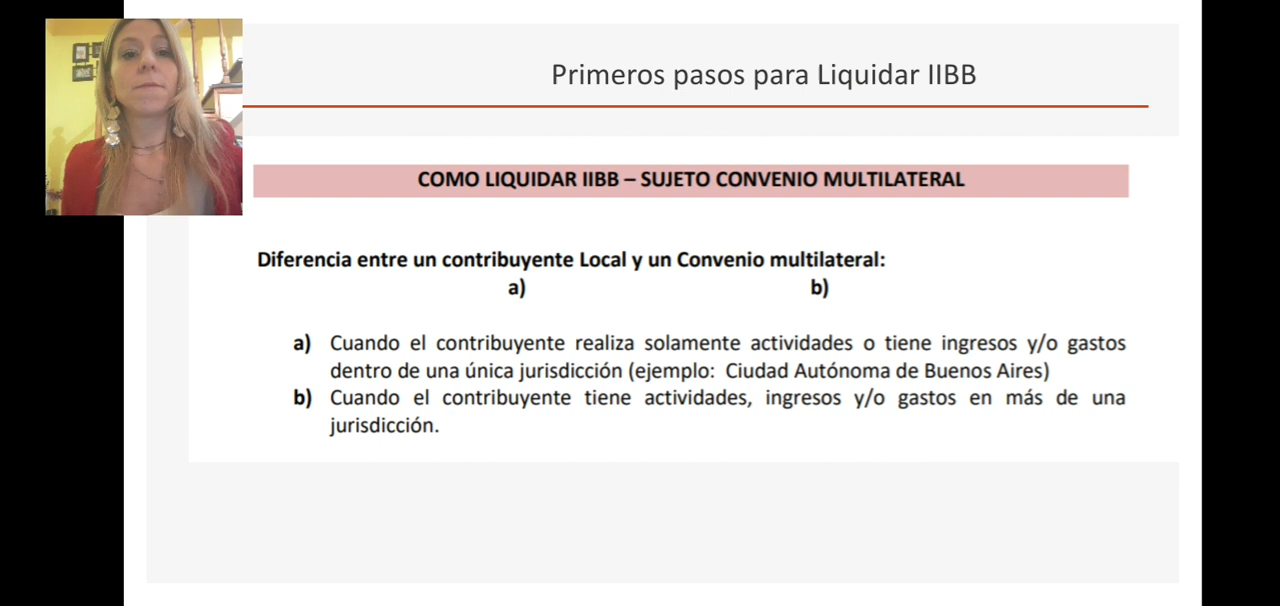 Primeros pasos para Liquidar IIBB
COMO LIQUIDAR IIBB – SUJETO CONVENIO MULTILATERAL
Diferencia entre un contribuyente Local y un Convenio multilateral:
a) b)
a) Cuando el contribuyente realiza solamente actividades o tiene ingresos y/o gastos
dentro de una única jurisdicción (ejemplo: Ciudad Autónoma de Buenos Aires)
b) Cuando el contribuyente tiene actividades, ingresos y/o gastos en más de una
jurisdicción.